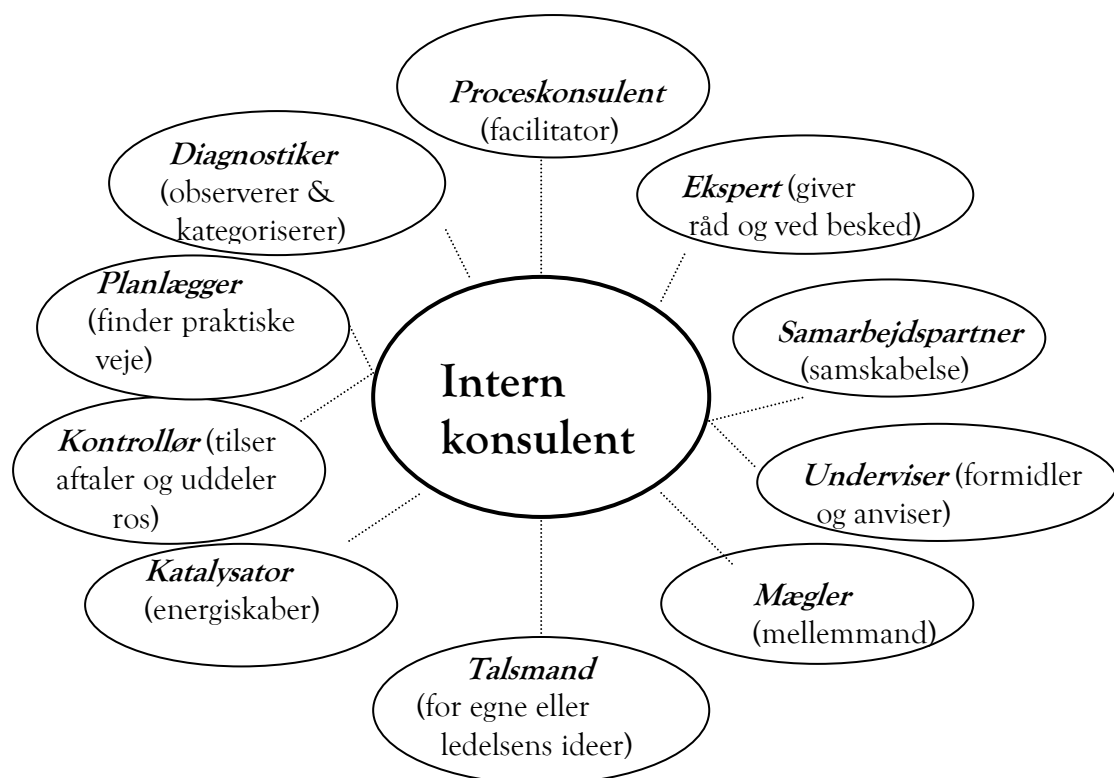 Proceskonsulent
(facilitator)
Diagnostiker
(observerer &
kategoriserer)
Ekspert (giver
råd og ved besked)
Planlægger
(finder praktiske
veje)
Samarbejdspartner
(samskabelse)
Intern
konsulent
Kontrollør (tilser
aftaler og uddeler
ros)
Underviser (formidler
og anviser)
Katalysator
(energiskaber)
Mægler
(mellemmand)
Talsmand
(for egne eller
ledelsens ideer)